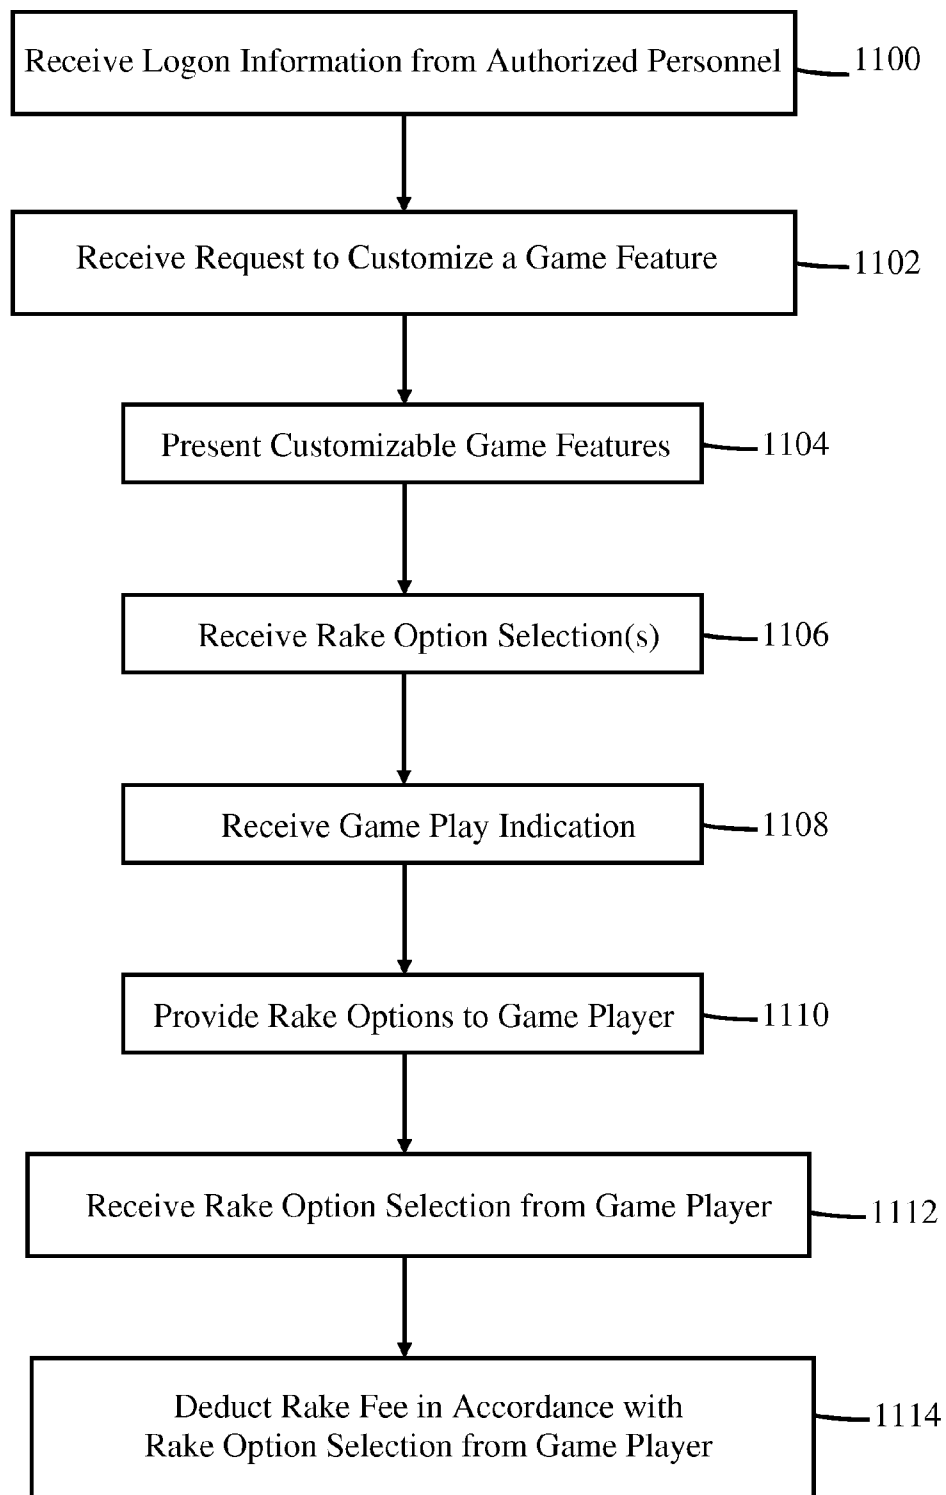 Receive Logon Information from Authorized Personnel
1100
Receive Request to Customize a Game Feature
1102
Present Customizable Game Features
1104
Receive Rake Option Selection(s)
1106
Receive Game Play Indication
1108
Provide Rake Options to Game Player
1110
Receive Rake Option Selection from Game Player
1112
Deduct Rake Fee in Accordance with
Rake Option Selection from Game Player
1114